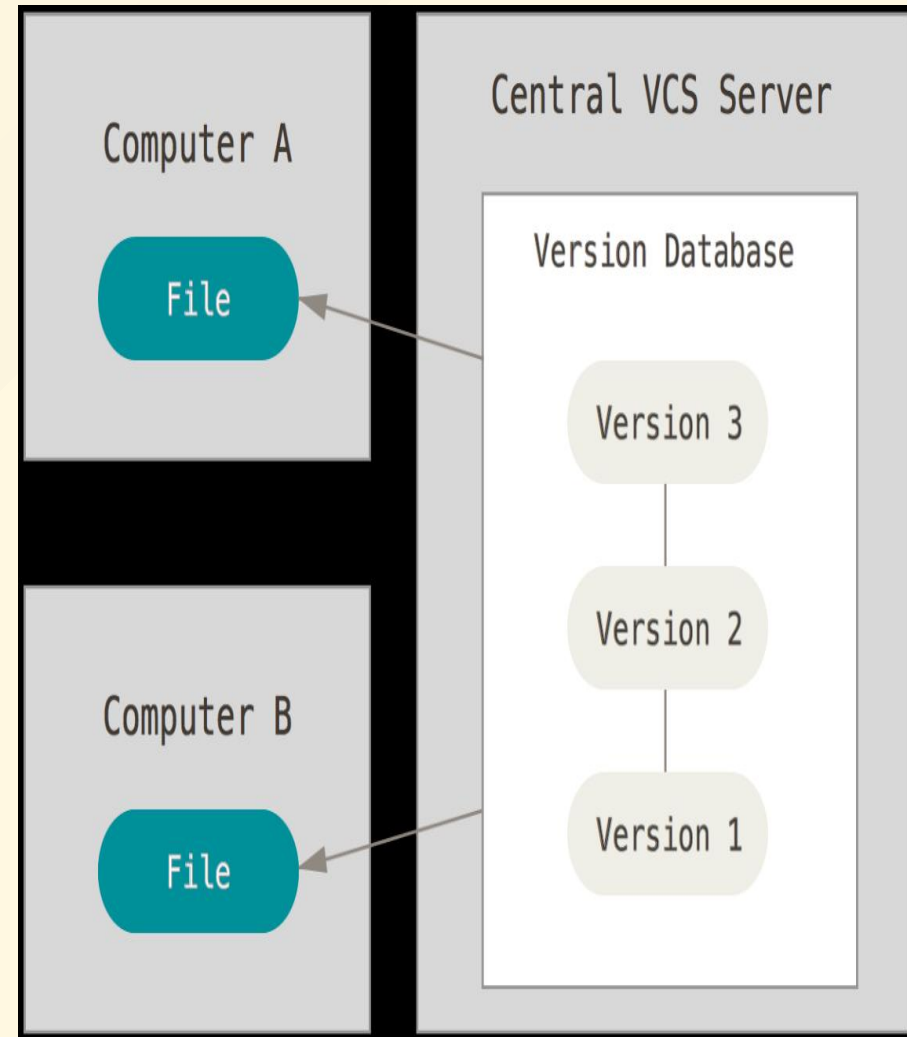 Computer A
File
Computer B
File
Central VCS Server
Version Database
Version 3
Version 2
Version 1